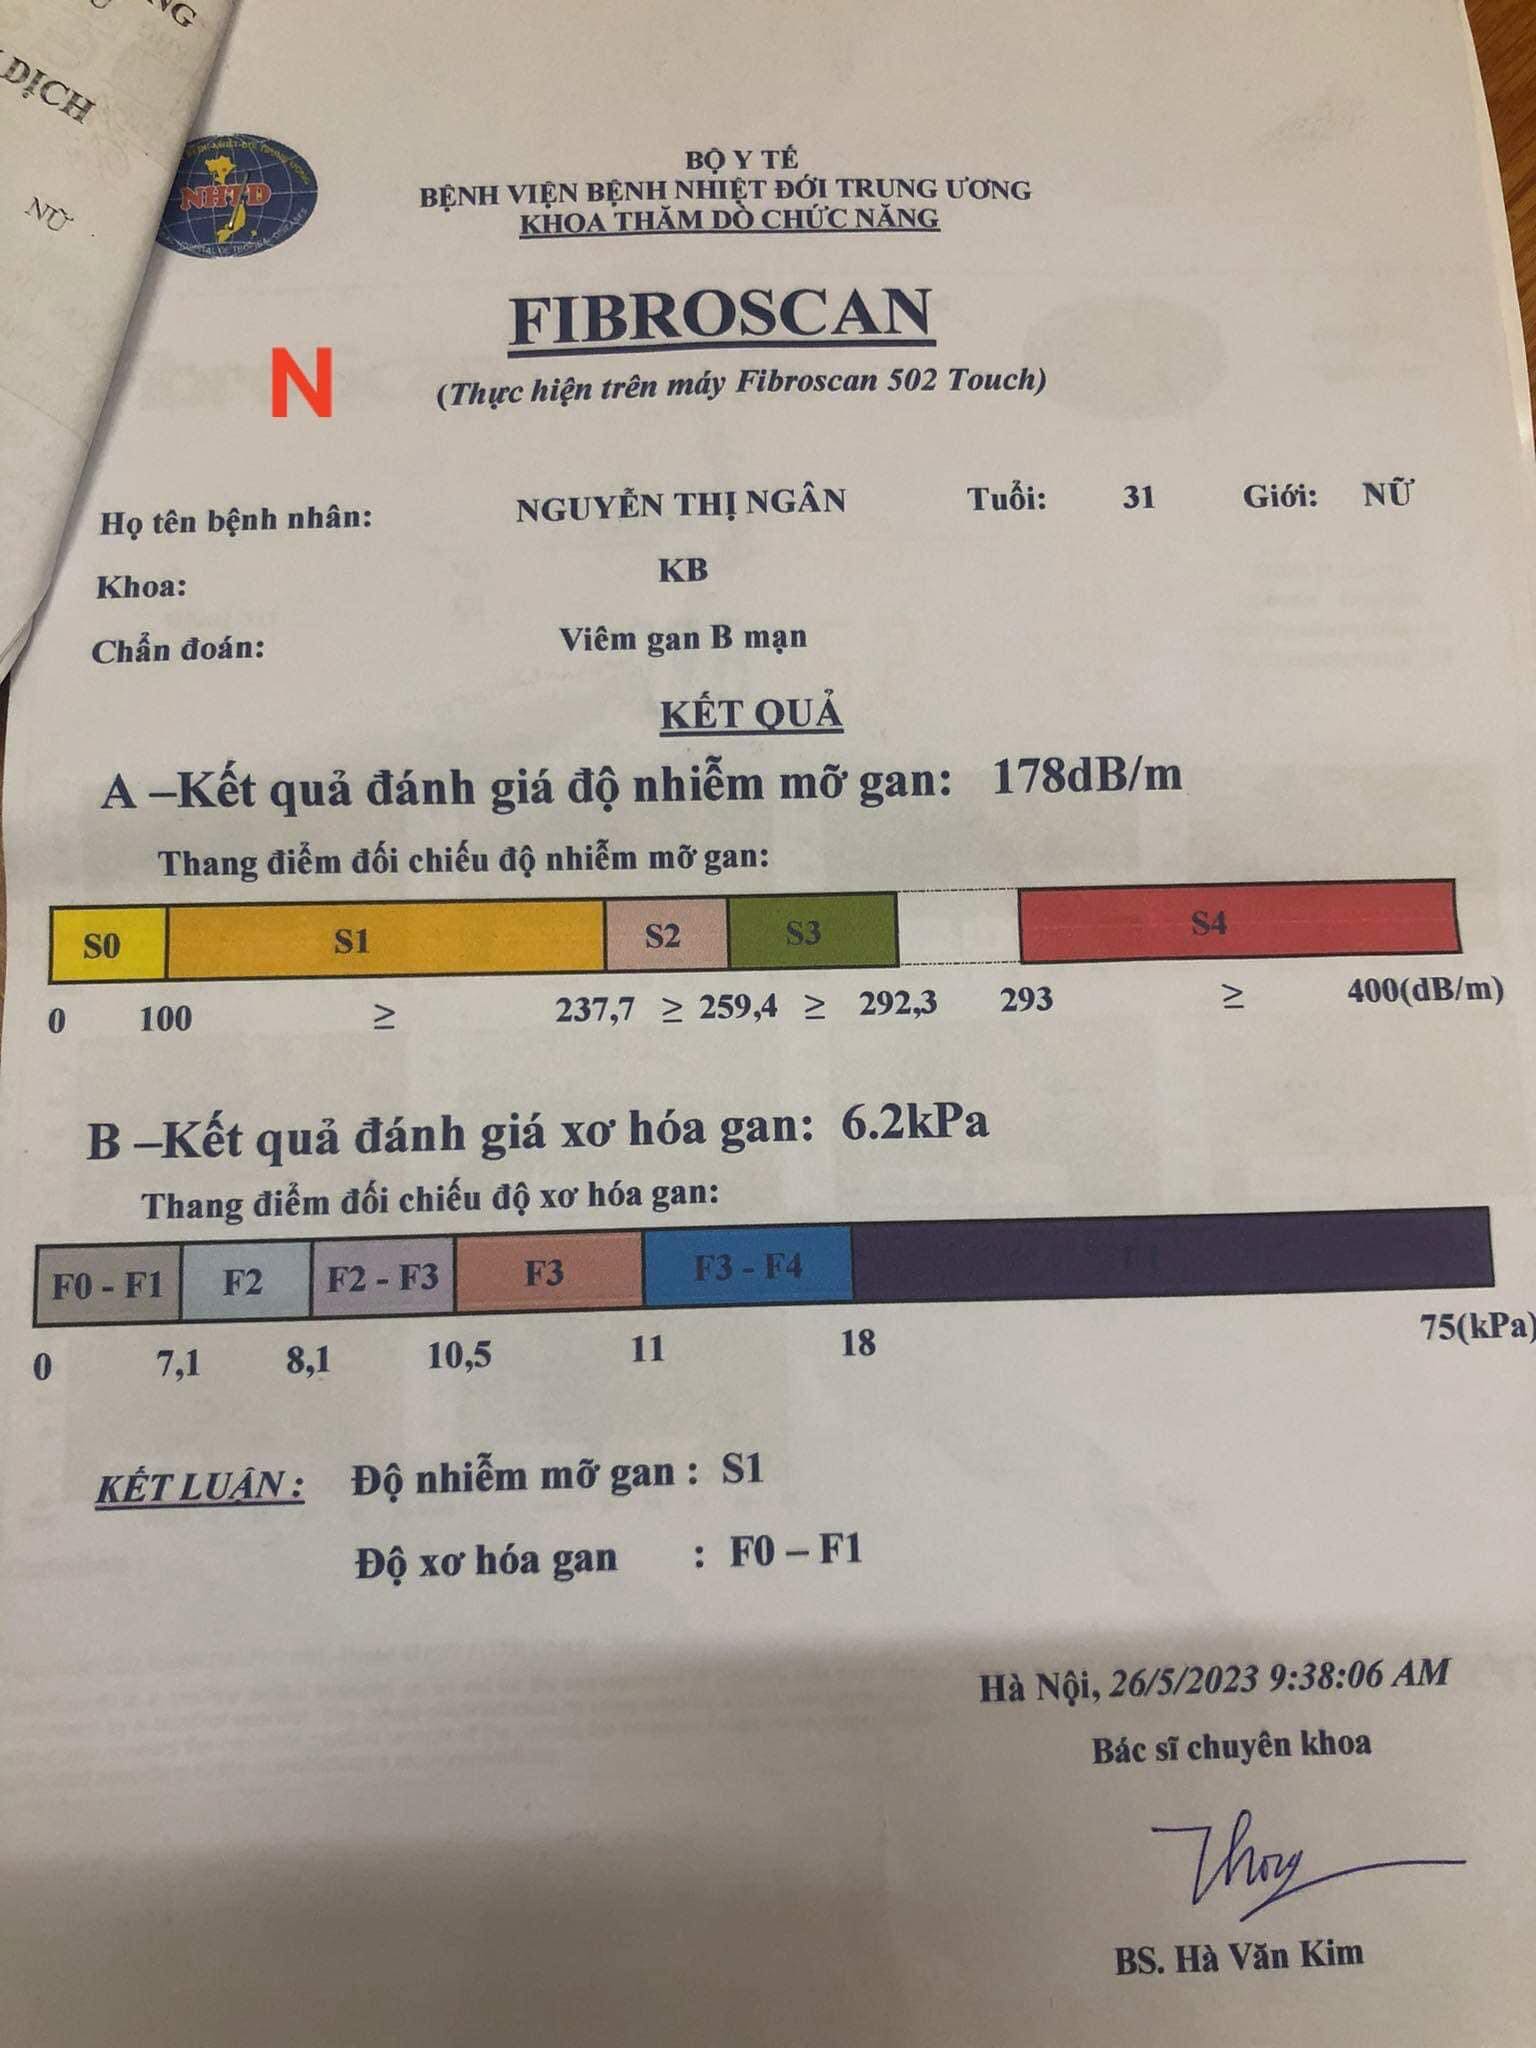 NG
DỊCH
NỮ
NHTD
BỘ Y TẾ
BỆNH VIỆN BỆNH NHIỆT ĐỚI TRUNG ƯƠNG
KHOA THĂM DÒ CHỨC NĂNG
FIBROSCAN
N
(Thực hiện trên máy Fibroscan 502 Touch)
Họ tên bệnh nhân: NGUYỄN THỊ NGÂN Tuổi: 31 Giới: NỮ
Khoa: KB
Chẩn đoán: Viêm gan B mạn
KẾT QUẢ
A –Kết quả đánh giá độ nhiễm mỡ gan: 178dB/m
Thang điểm đối chiếu độ nhiễm mỡ gan:
S0 S1 S2 S3 S4
0 100 ≥ 237,7 ≥ 259,4 ≥ 292,3 293 ≥ 400(dB/m)
B –Kết quả đánh giá xơ hóa gan: 6.2kPa
Thang điểm đối chiếu độ xơ hóa gan:
F0 - F1 F2 F2 - F3 F3 F3 - F4
0 7,1 8,1 10,5 11 18 75(kPa)
KẾT LUẬN : Độ nhiễm mỡ gan : S1
Độ xơ hóa gan : F0 – F1
Hà Nội, 26/5/2023 9:38:06 AM
Bác sĩ chuyên khoa
BS. Hà Văn Kim